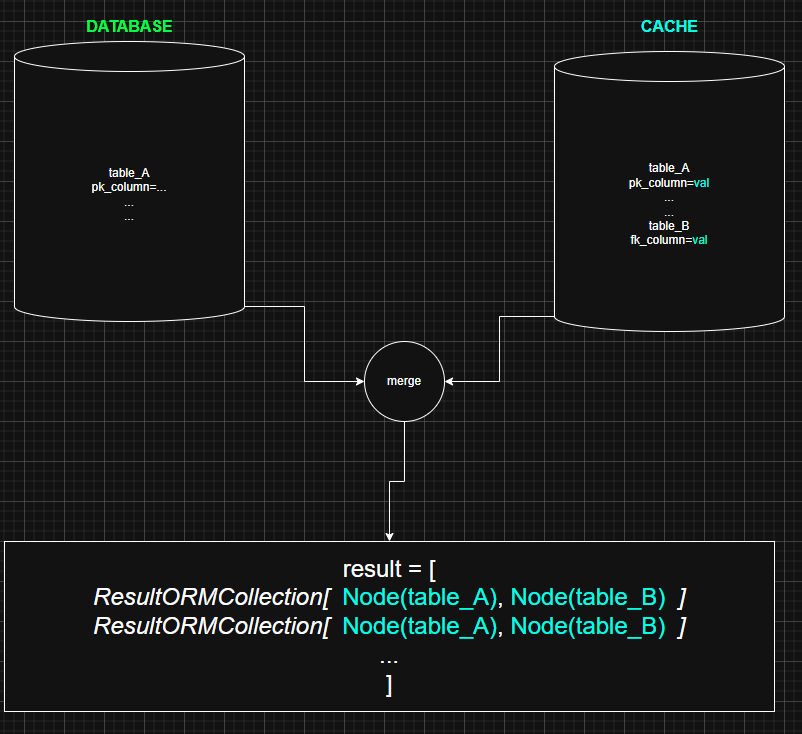 DATABASE
CACHE
table_A
pk_column=...
...
...
table_A
pk_column=val
...
...
table_B
fk_column=val
merge
result = [
ResultORMCollection[ Node(table_A), Node(table_B) ]
ResultORMCollection[ Node(table_A), Node(table_B) ]
...
]